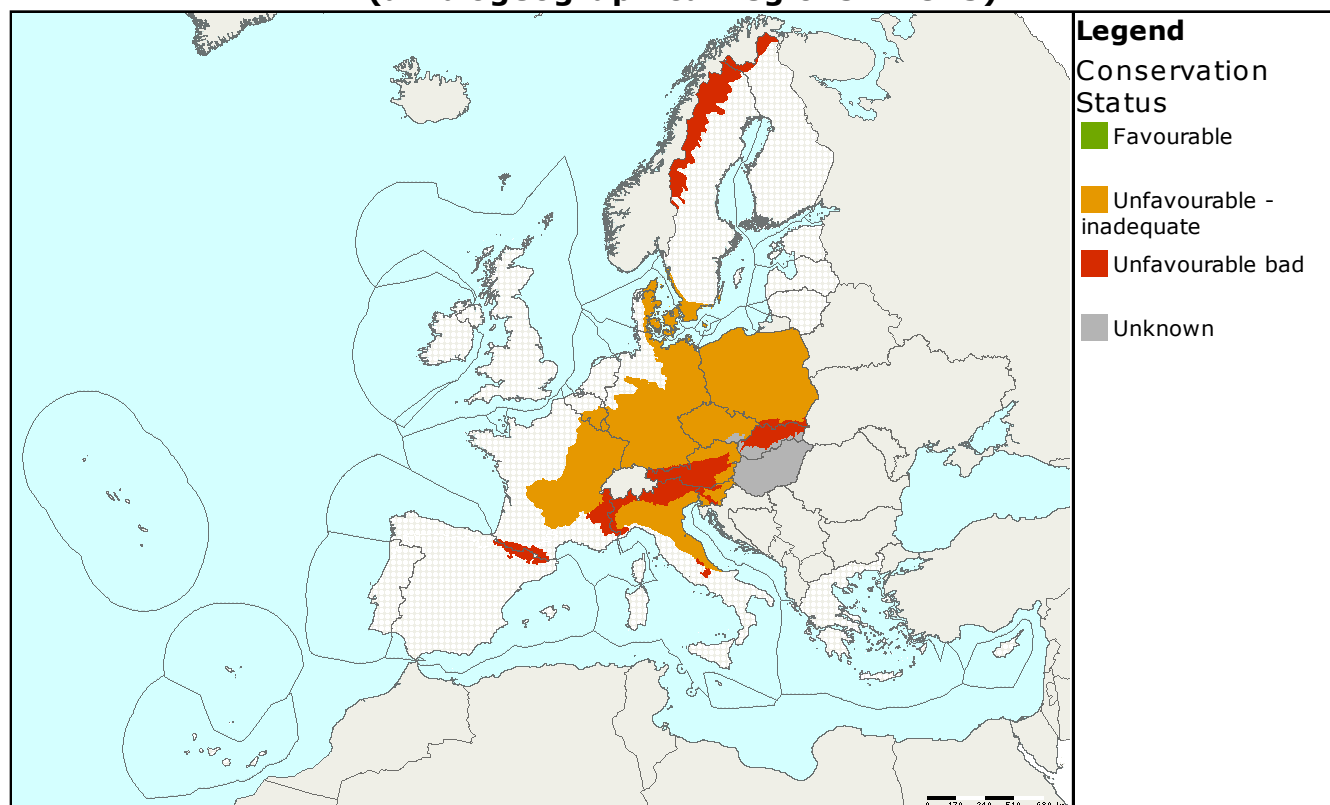 Legend
Conservation
Status
Favourable
Unfavourable -
inadequate
Unfavourable bad
Unknown